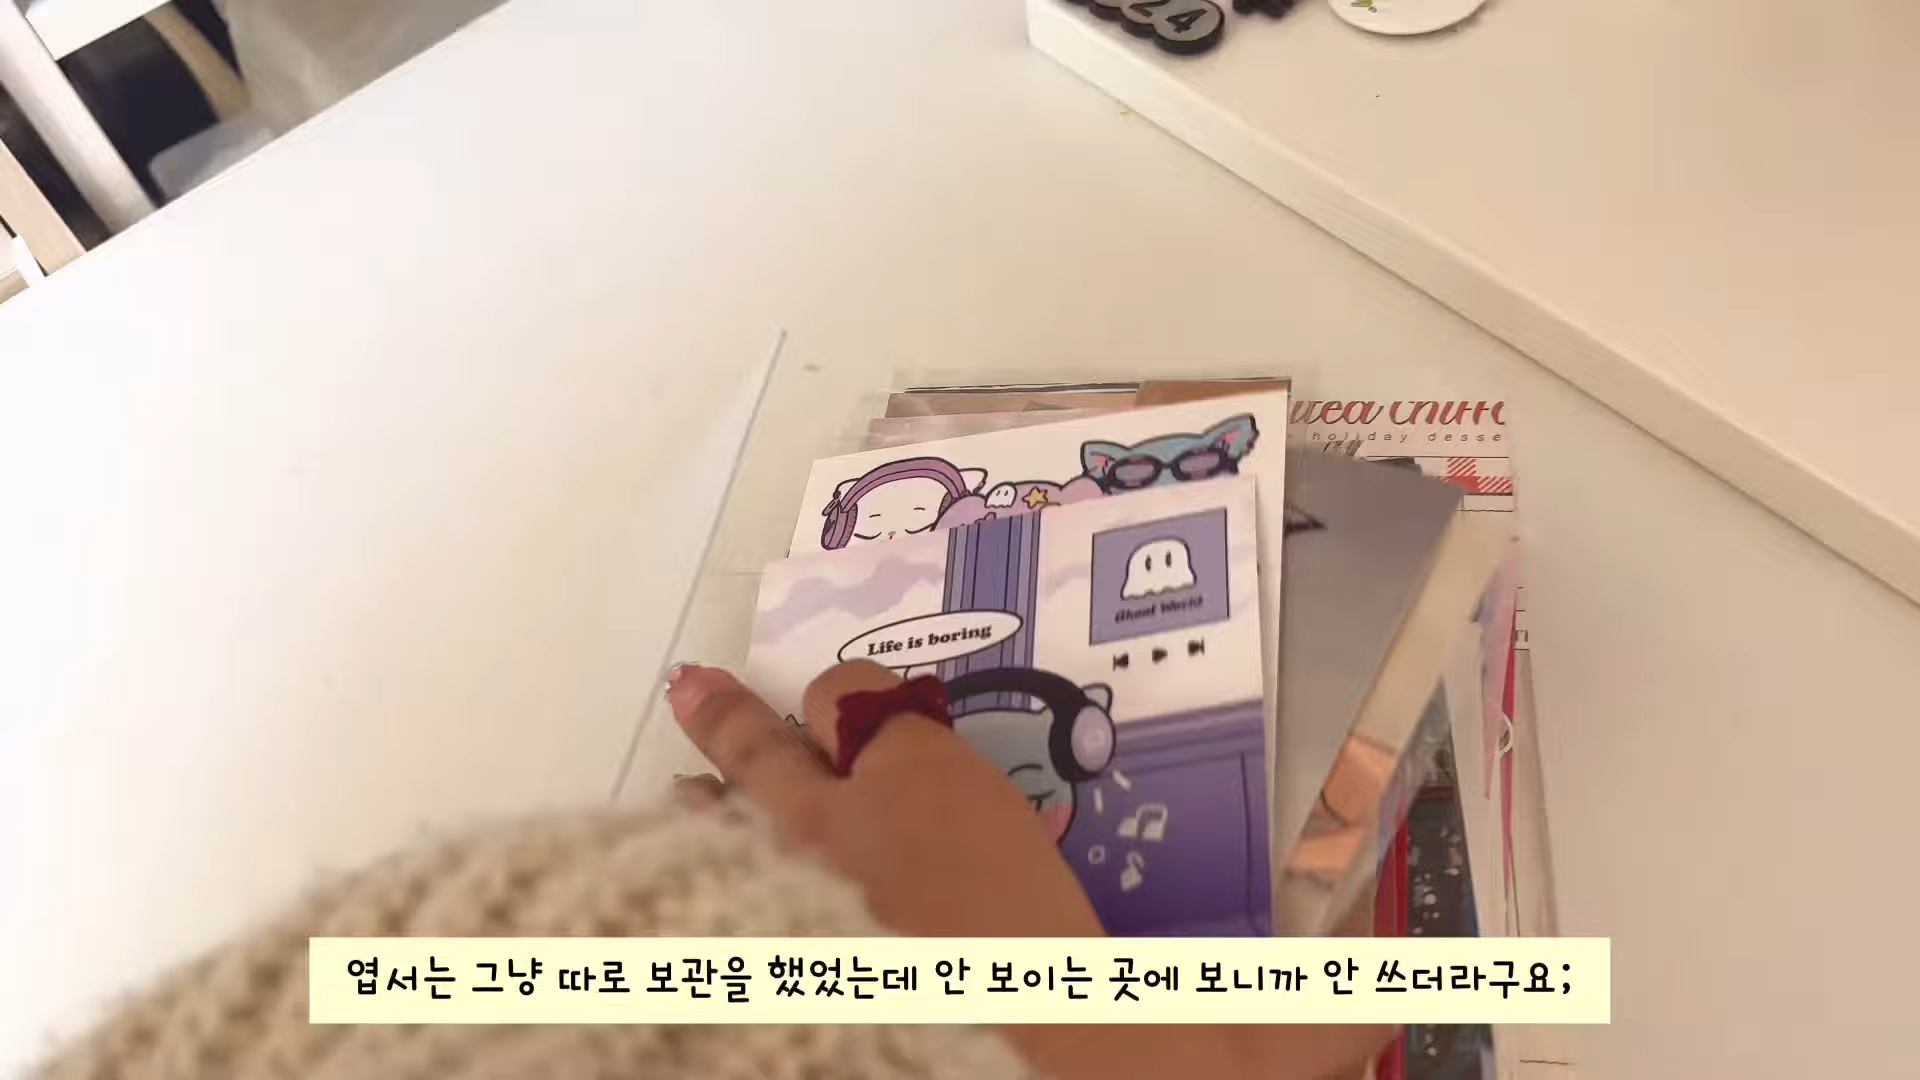 24
holiday desse
Life is boring
Ghost World
엽서는 그냥 따로 보관을 했었는데 안 보이는 곳에 보니까 안 쓰더라구요;